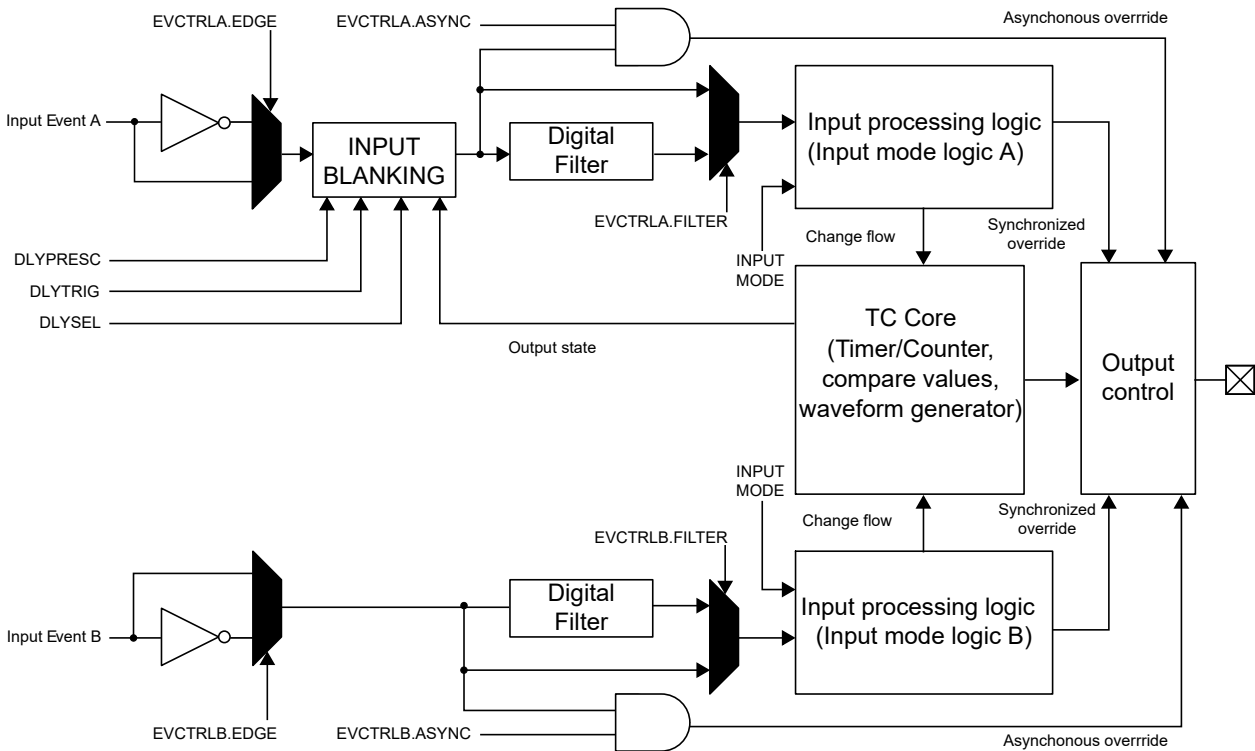 EVCTRLA.EDGE
EVCTRLA.ASYNC
Asynchonous overrride
Input Event A
INPUT
BLANKING
Digital
Filter
Input processing logic
(Input mode logic A)
EVCTRLA.FILTER
Change flow
Synchronized
override
INPUT
MODE
DLYPRESC
DLYTRIG
DLYSEL
Output state
TC Core
(Timer/Counter,
compare values,
waveform generator)
Output
control
INPUT
MODE
Change flow
Synchronized
override
EVCTRLB.FILTER
Digital
Filter
Input processing logic
(Input mode logic B)
Input Event B
EVCTRLB.EDGE
EVCTRLB.ASYNC
Asynchonous overrride